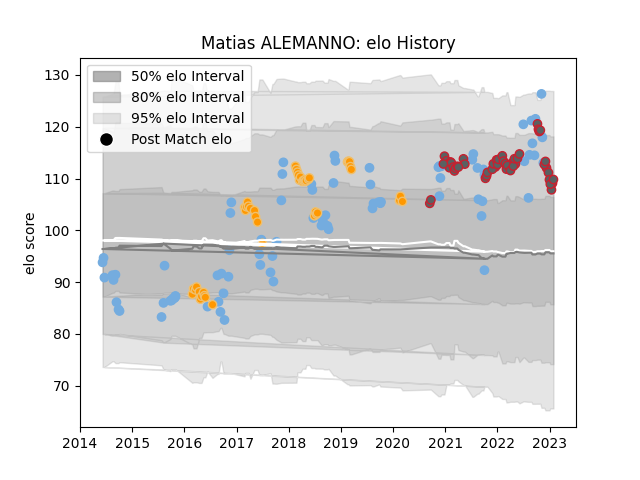 Matias ALEMANNO: elo History
50% elo Interval
80% elo Interval
95% elo Interval
Post Match elo
elo score
130
120
110
100
90
80
70
2014 2015 2016 2017 2018 2019 2020 2021 2022 2023